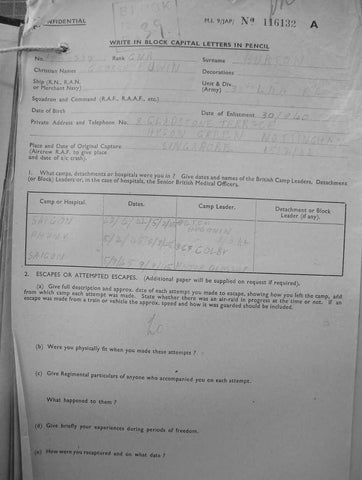 CONFIDENTIAL
M.I. 9/JAP/ No 116132 A
WRITE IN BLOCK CAPITAL LETTERS IN PENCIL
No. Rank GNR Surname
Christian Names GEORGE EDWIN Decorations
Ship (R.N., R.A.N. or Merchant Navy) Unit & Div. (Army)
Squadron and Command (R.A.F., R.A.A.F., etc.)
Date of Birth Date of Enlistment
Private Address and Telephone No. 8 GLADSTONE TERRACE
NOTTINGHAM
Place and Date of Original Capture SINGAPORE
(Aircrew R.A.F. to give place
and date of a/c crash).
1. What camps, detachments or hospitals were you in? Give dates and names of the British Camp Leaders, Detachment
(or Block) Leaders or, in case of hospitals, the Senior British Medical Officers.
Camp or Hospital. Dates. Camp Leader. Detachment or Block Leader (if any).
SAIGON
COLBY
SAIGON
2. ESCAPES OR ATTEMPTED ESCAPES. (Additional paper will be supplied on request if required).
(a) Give full description and approx. date of each attempt you made to escape, showing how you left the camp, and
from which camp each attempt was made. State whether there was an air-raid in progress at the time or not. If an
escape was made from a train or vehicle the approx. speed and how it was guarded should be included.
NO
(b) Were you physically fit when you made these attempts?
(c) Give Regimental particulars of anyone who accompanied you on each attempt.
What happened to them?
(d) Give briefly your experiences during periods of freedom.
(e) How were you recaptured and on what date?